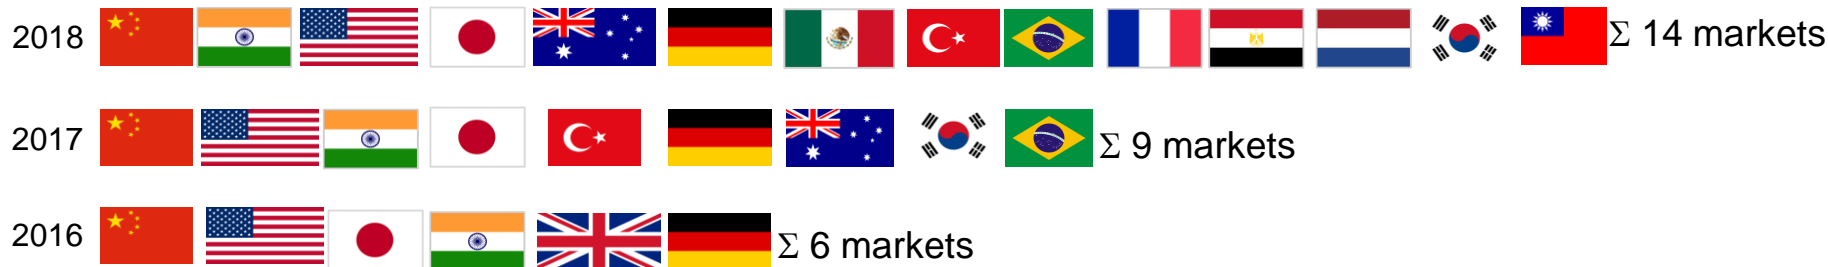 2018 Σ 14 markets
2017 Σ 9 markets
2016 Σ 6 markets